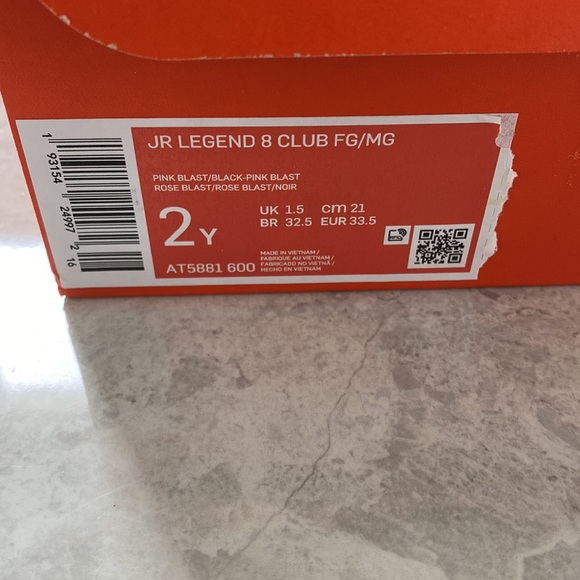 JR LEGEND 8 CLUB FG/MG
PINK BLAST/BLACK-PINK BLAST
ROSE BLAST/ROSE BLAST/NOIR
2 Y
UK 1.5 cm 21
BR 32.5 EUR 33.5
AT5881 600
MADE IN VIETNAM /
FABRIQUE AU VIETNAM /
FABRICADO NO VIETNÃ /
HECHO EN VIETNAM
1 93154 24997 2 16